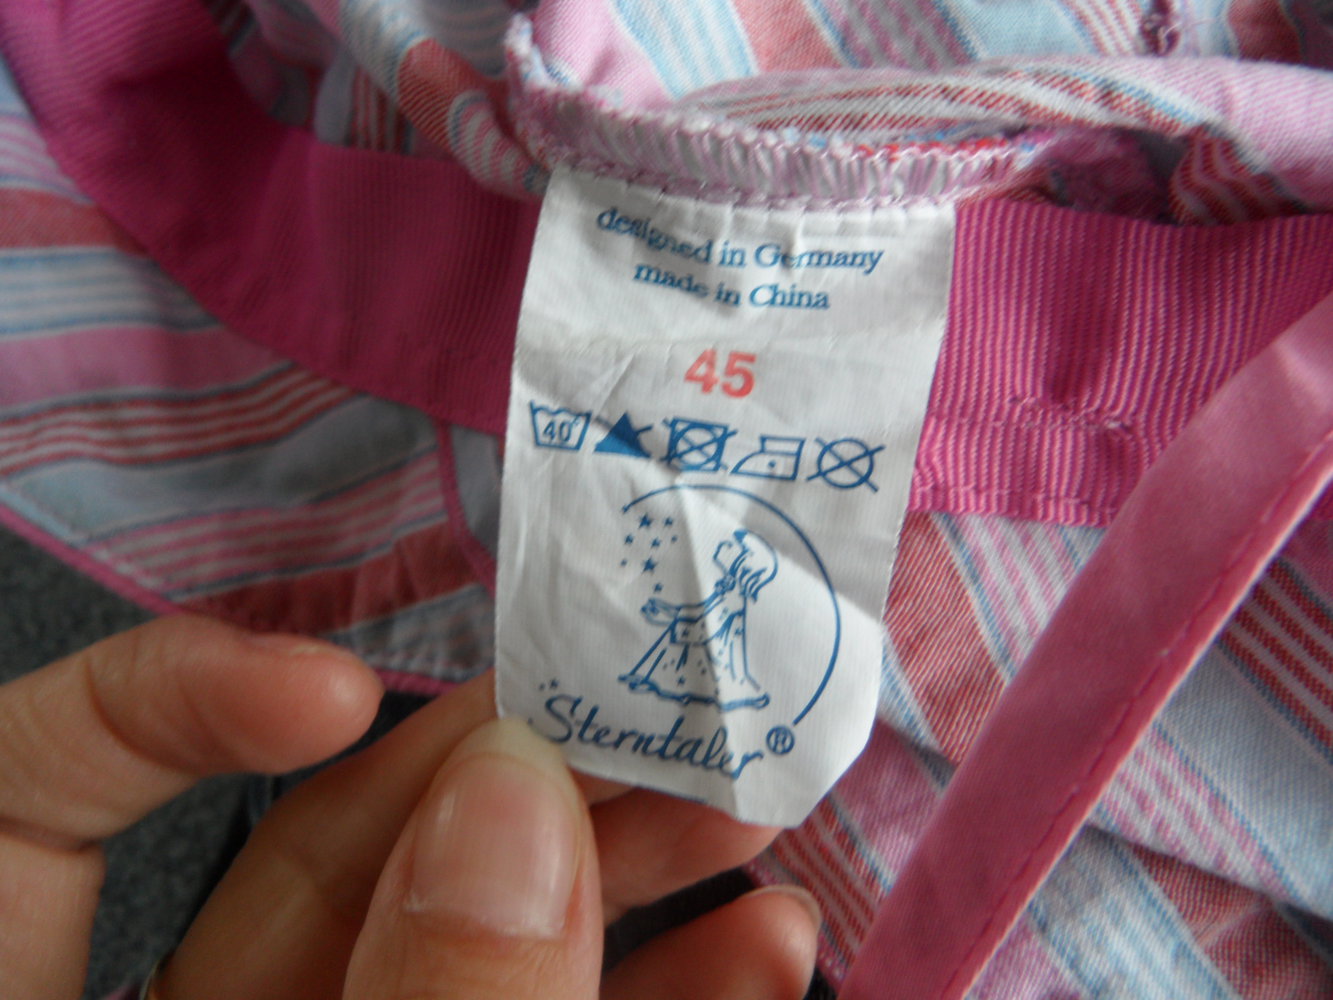 designed in Germany
made in China
45
40°
Sterntaler®